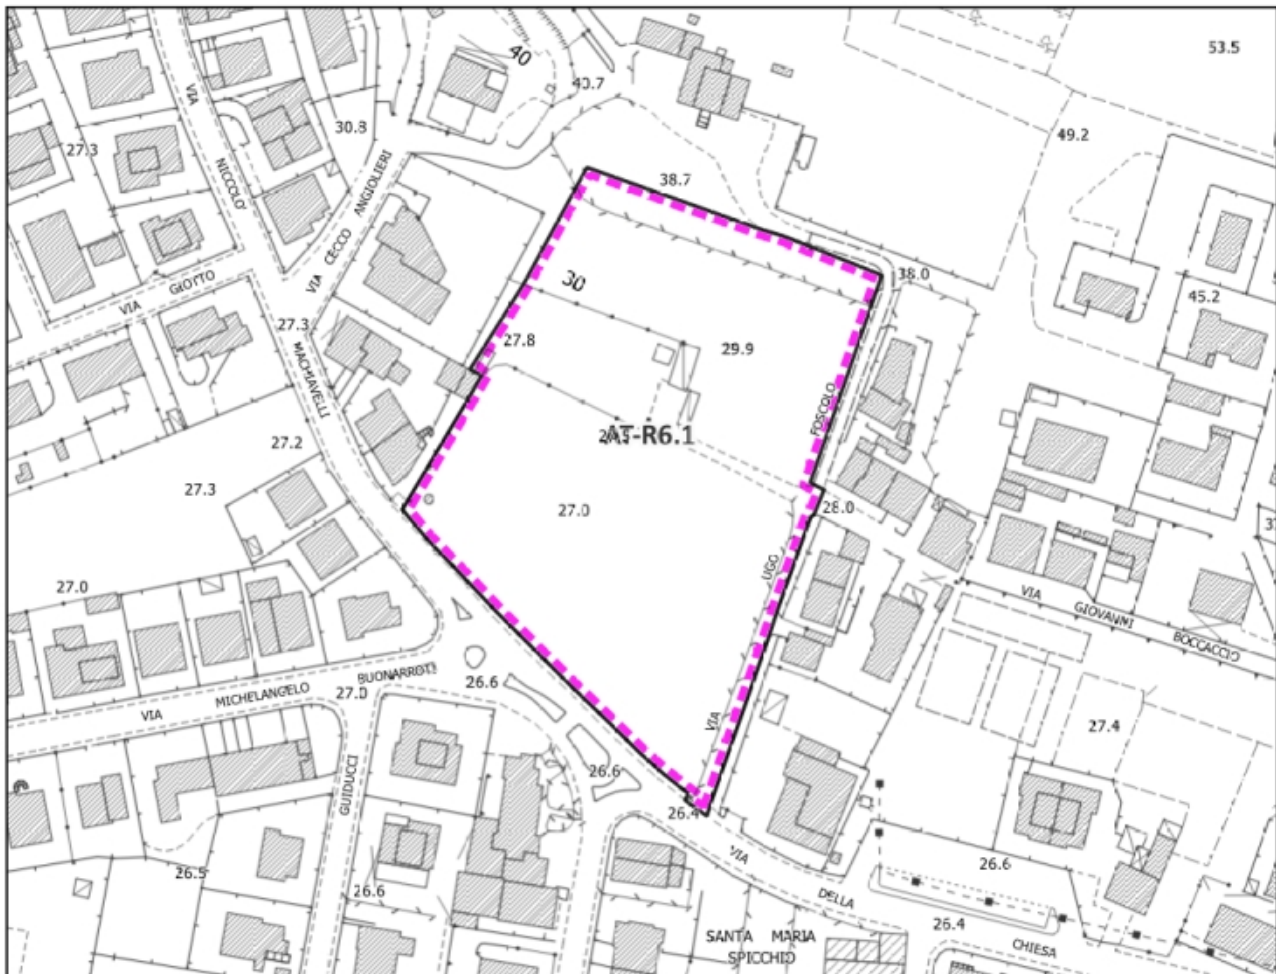 53.5
40
40.7
30.8
49.2
27.3
VIA
NICCOLO'
VIA CECCO ANGIOLIERI
38.7
38.0
45.2
VIA GIOTTO
30
27.3
27.8
29.9
MACHIAVELLI
FOSCOLO
AT-R6.1
27.2
27.3
27.0
28.0
27.0
UGO
VIA GIOVANNI BOCCACCIO
VIA MICHELANGELO BUONARROTI
27.0
26.6
VIA
27.4
26.6
GUIDUCCI
26.4
VIA DELLA CHIESA
26.5
26.6
26.6
26.4
SANTA MARIA
SPICCHIO